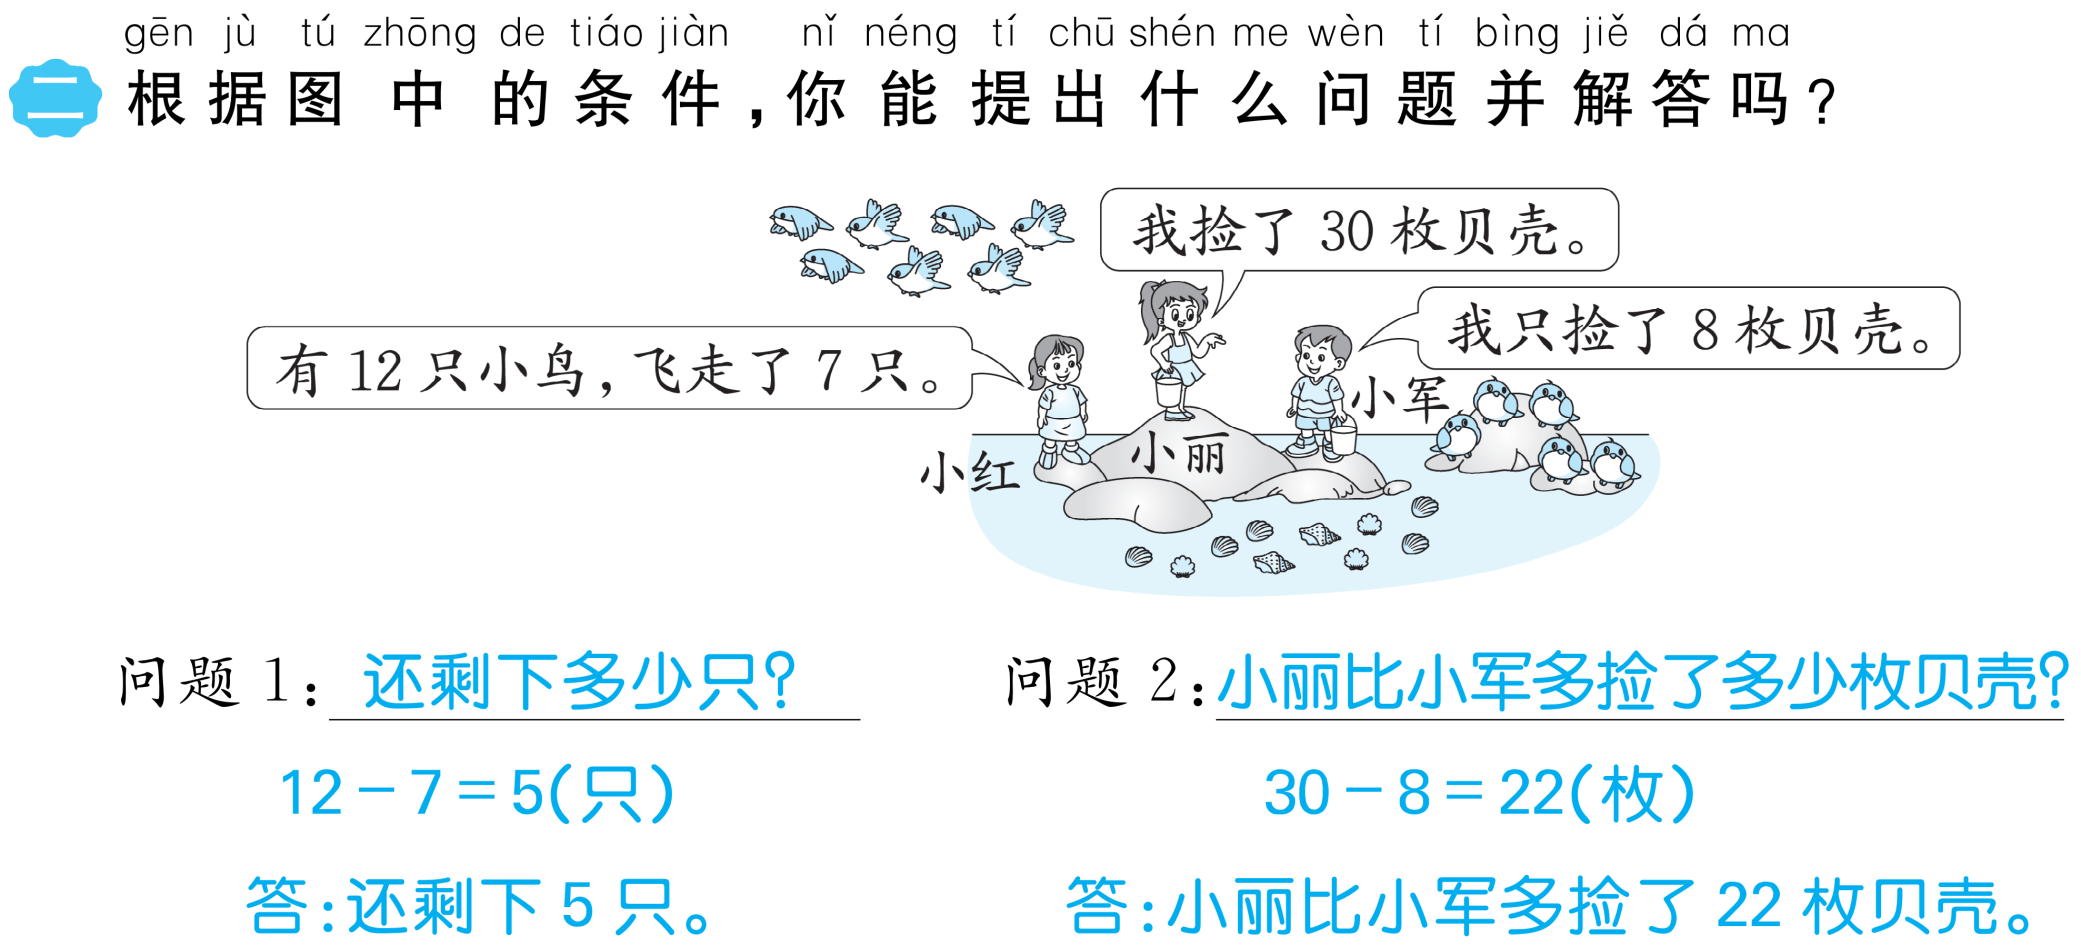 gēn jù tú zhōng de tiáo jiàn nǐ néng tí chū shén me wèn tí bìng jiě dá ma
二 根据图中的条件,你能提出什么问题并解答吗?
我捡了 30 枚贝壳。
我只捡了 8 枚贝壳。
有 12 只小鸟,飞走了 7 只。
小军
小丽
小红
问题 1: 还剩下多少只?
12-7=5(只)
答:还剩下 5 只。
问题 2:小丽比小军多捡了多少枚贝壳?
30-8=22(枚)
答:小丽比小军多捡了 22 枚贝壳。